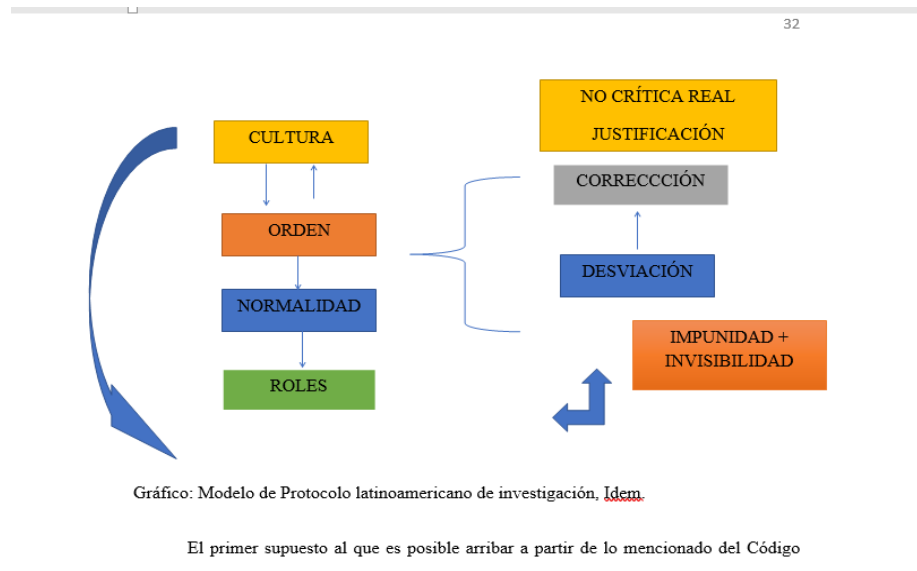 32
CULTURA
ORDEN
NORMALIDAD
ROLES
NO CRÍTICA REAL
JUSTIFICACIÓN
CORRECCCIÓN
DESVIACIÓN
IMPUNIDAD +
INVISIBILIDAD
Gráfico: Modelo de Protocolo latinoamericano de investigación, Idem.
El primer supuesto al que es posible arribar a partir de lo mencionado del Código